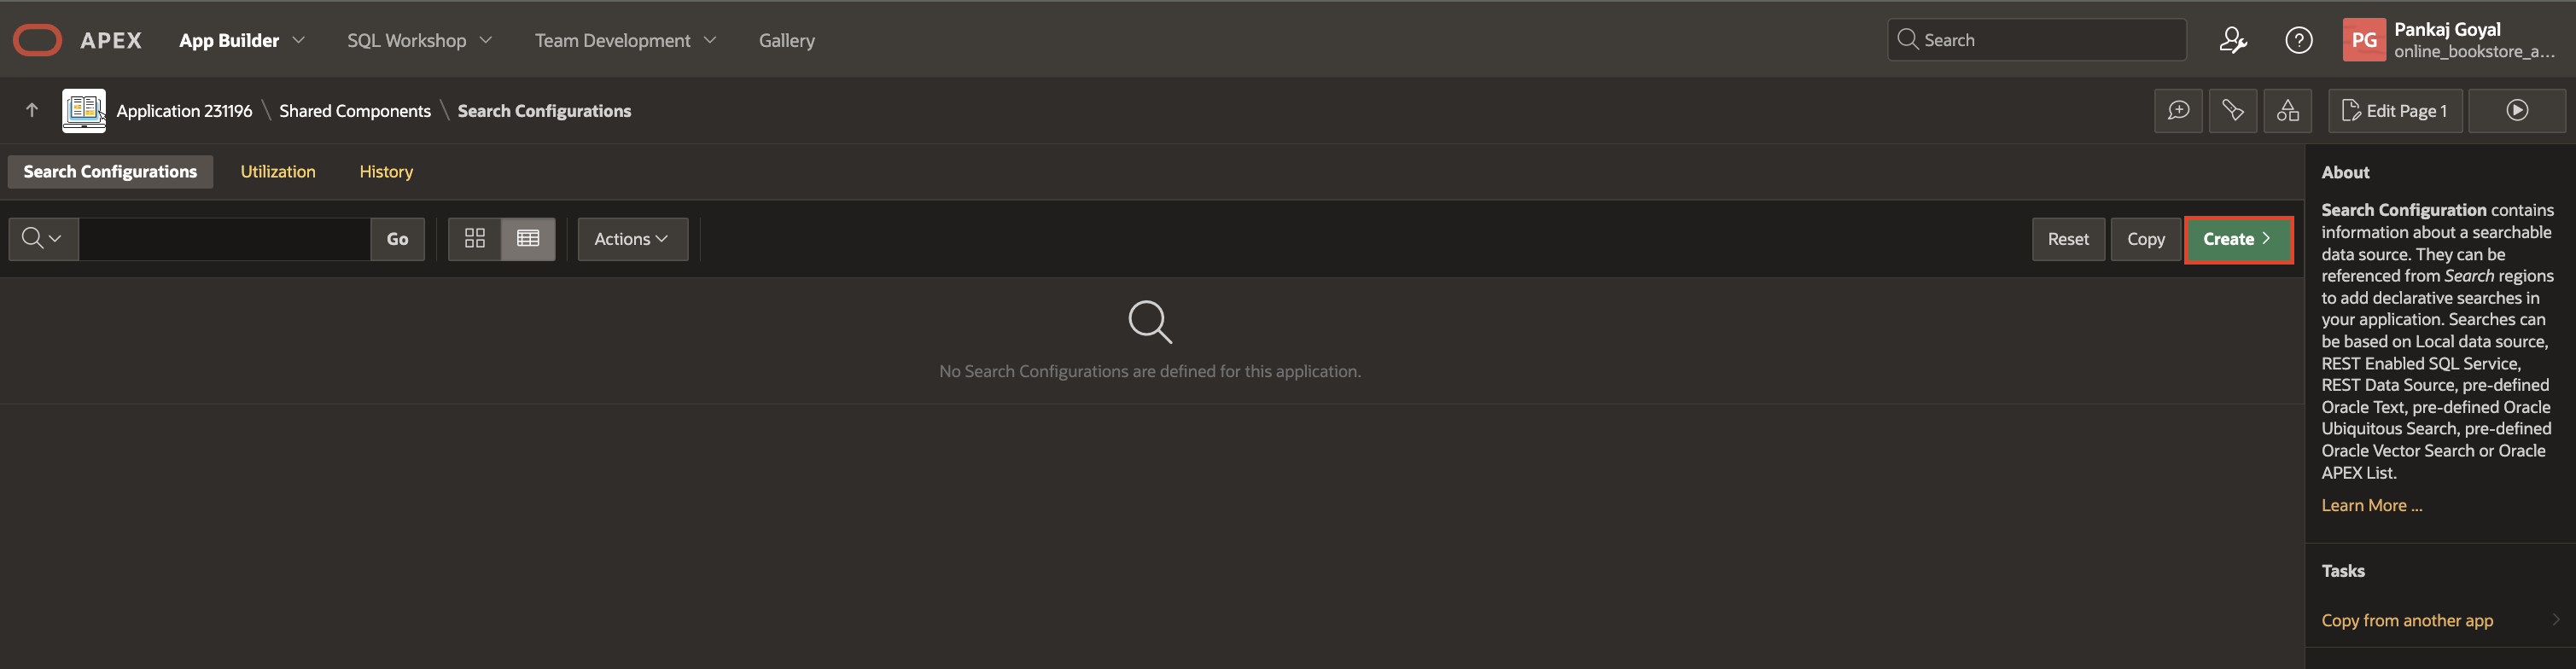 APEX App Builder SQL Workshop Team Development Gallery Search Pankaj Goyal
online_bookstore_a...
PG
Application 231196 \ Shared Components \ Search Configurations Edit Page 1
Search Configurations Utilization History
Go Actions Reset Copy Create
No Search Configurations are defined for this application.
About
Search Configuration contains
information about a searchable
data source. They can be
referenced from Search regions
to add declarative searches in
your application. Searches can
be based on Local data source,
REST Enabled SQL Service,
REST Data Source, pre-defined
Oracle Text, pre-defined Oracle
Ubiquitous Search, pre-defined
Oracle Vector Search or Oracle
APEX List.
Learn More ...
Tasks
Copy from another app